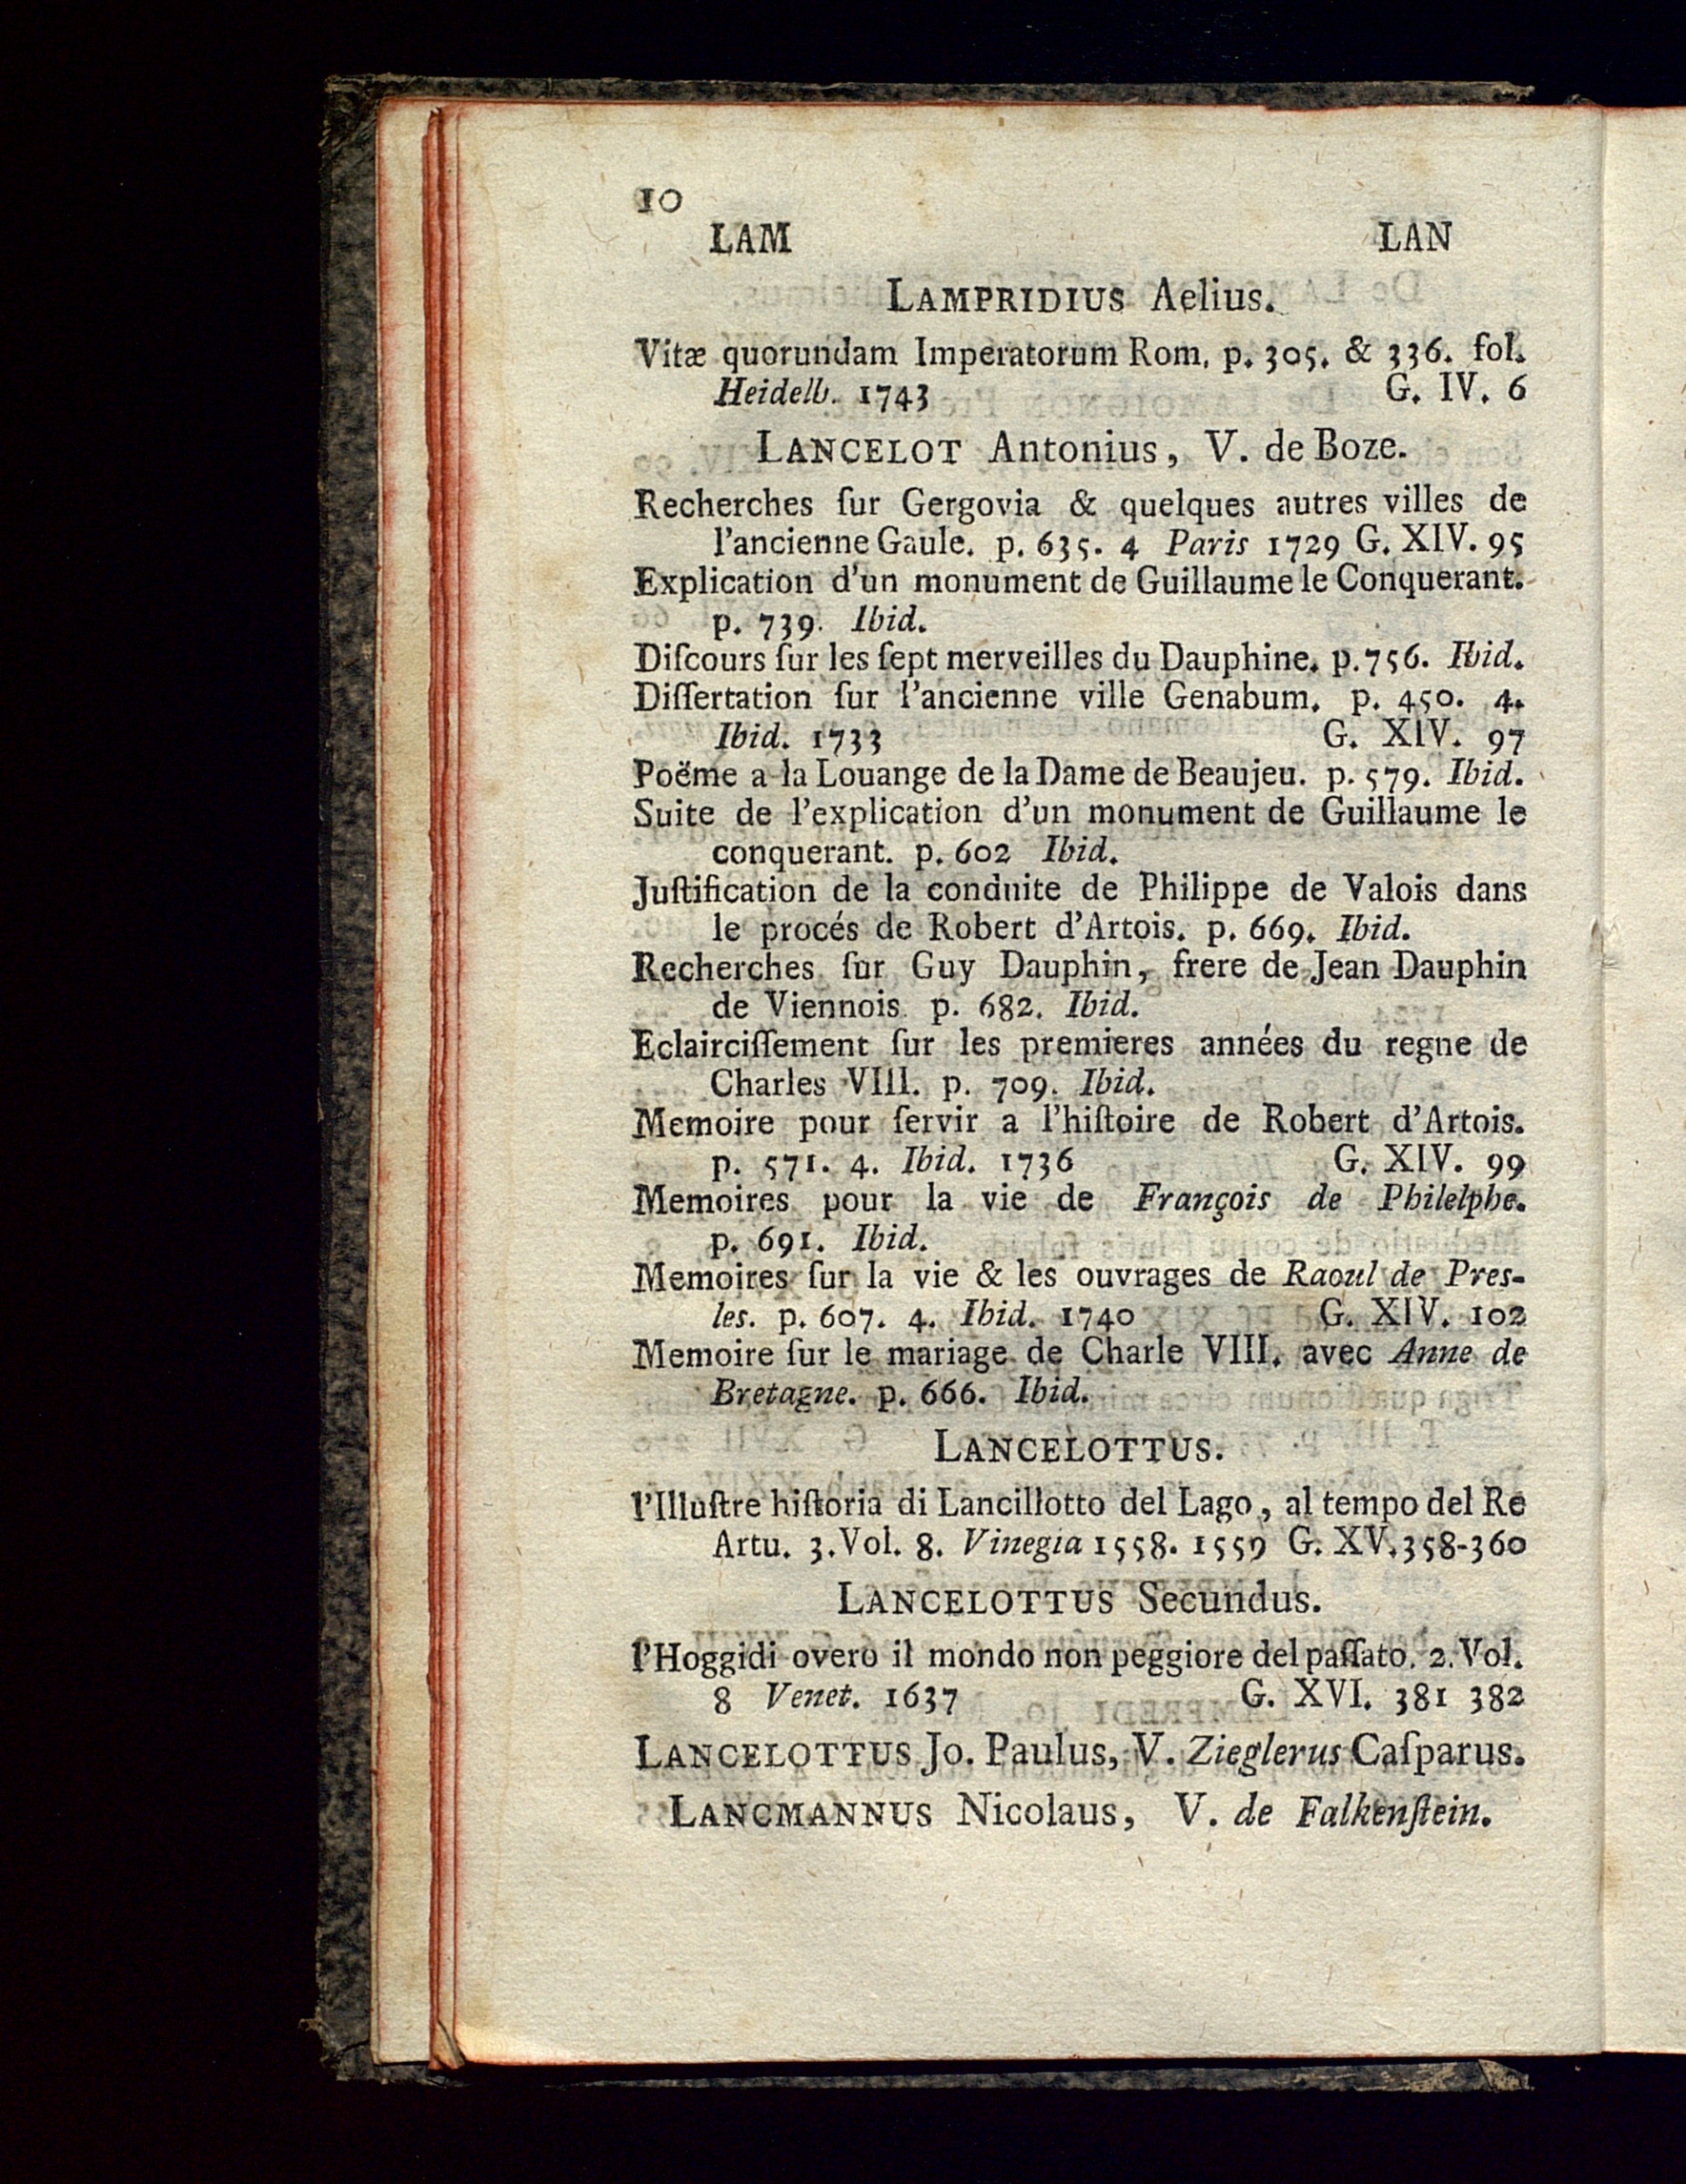 10
LAM LAN
LAMPRIDIUS Aelius.
Vitæ quorundam Imperatorum Rom. p. 305. & 336. fol.
Heidelb. 1743 G. IV. 6
LANCELOT Antonius, V. de Boze.
Recherches ſur Gergovia & quelques autres villes de
l'ancienne Gaule. p. 635. 4 Paris 1729 G. XIV. 95
Explication d'un monument de Guillaume le Conquerant.
p. 739. Ibid.
Diſcours ſur les ſept merveilles du Dauphine. p. 756. Ibid.
Diſſertation ſur l'ancienne ville Genabum. p. 450. 4.
Ibid. 1733 G. XIV. 97
Poëme a la Louange de la Dame de Beaujeu. p. 579. Ibid.
Suite de l'explication d'un monument de Guillaume le
conquerant. p. 602 Ibid.
Juſtification de la conduite de Philippe de Valois dans
le procés de Robert d'Artois. p. 669. Ibid.
Recherches ſur Guy Dauphin, frere de Jean Dauphin
de Viennois p. 682. Ibid.
Eclairciſſement ſur les premieres années du regne de
Charles VIII. p. 709. Ibid.
Memoire pour ſervir a l'hiſtoire de Robert d'Artois.
p. 571. 4. Ibid. 1736 G. XIV. 99
Memoires pour la vie de François de Philelphe.
p. 691. Ibid.
Memoires ſur la vie & les ouvrages de Raoul de Pres-
les. p. 607. 4. Ibid. 1740 G. XIV. 102
Memoire ſur le mariage de Charle VIII. avec Anne de
Bretagne. p. 666. Ibid.
LANCELOTTUS.
l'Illuſtre hiſtoria di Lancillotto del Lago, al tempo del Re
Artu. 3. Vol. 8. Vinegia 1558. 1559 G. XV. 358-360
LANCELOTTUS Secundus.
l'Hoggidi overo il mondo non peggiore del paſſato. 2. Vol.
8 Venet. 1637 G. XVI. 381 382
LANCELOTTUS Jo. Paulus, V. Zieglerus Caſparus.
LANCMANNUS Nicolaus, V. de Falkenſtein.